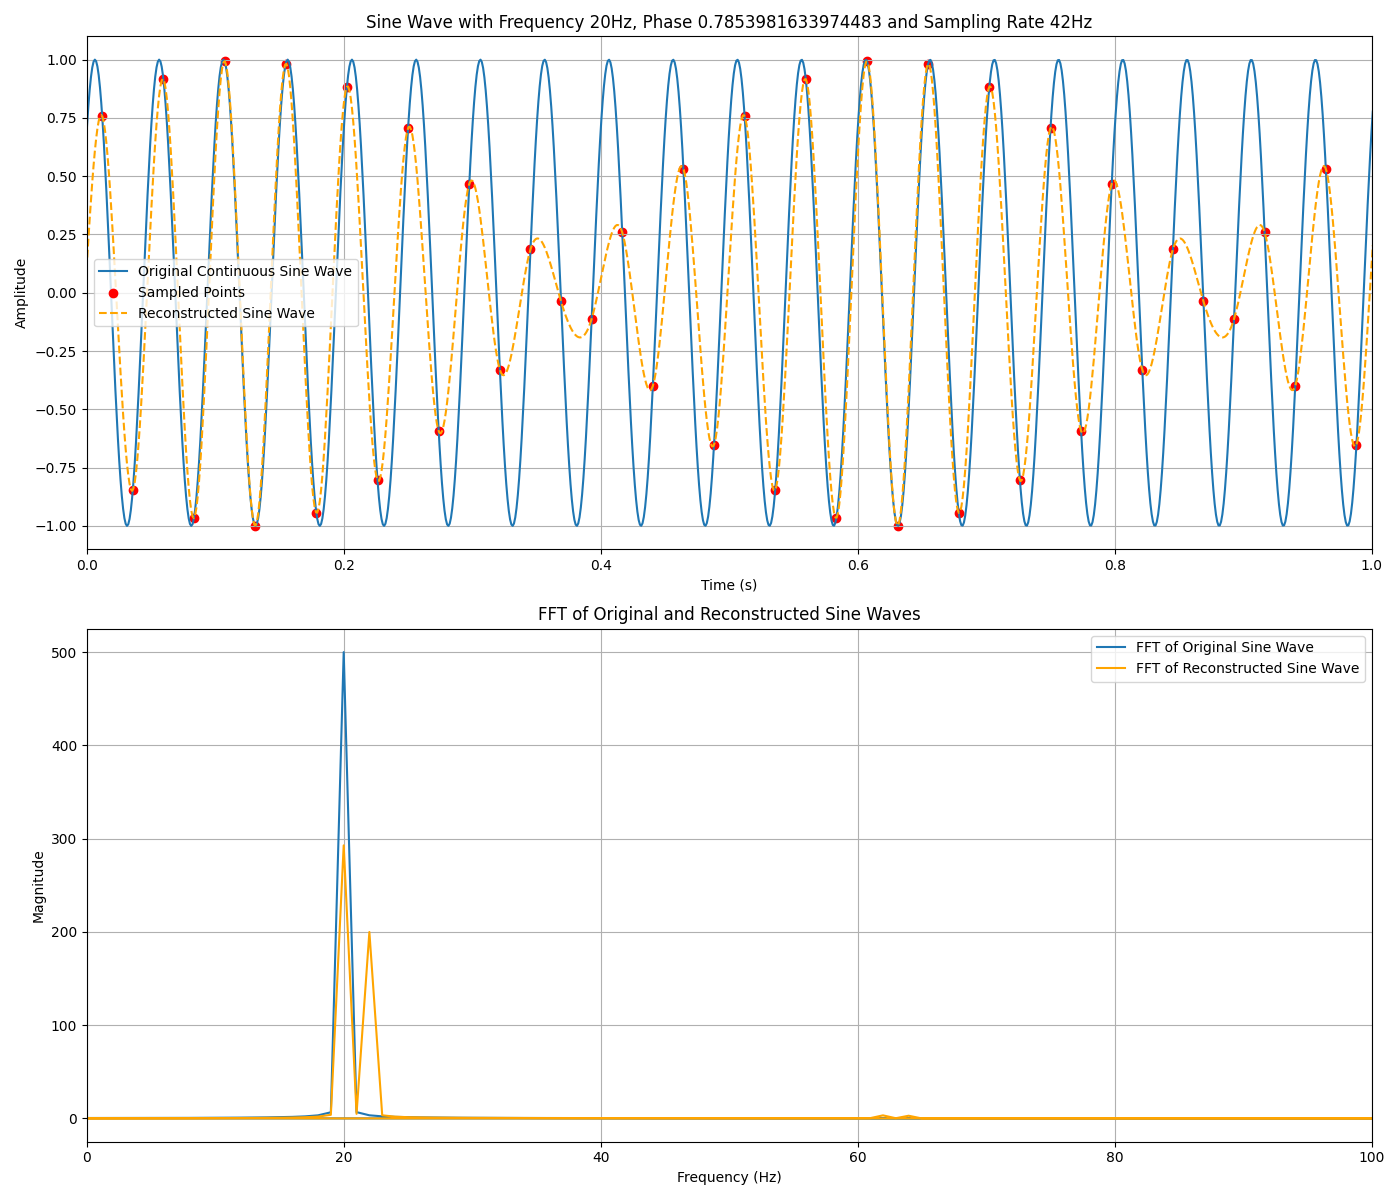 Sine Wave with Frequency 20Hz, Phase 0.7853981633974483 and Sampling Rate 42Hz
1.00
0.75
0.50
0.25
0.00
−0.25
−0.50
−0.75
−1.00
Amplitude
Original Continuous Sine Wave
Sampled Points
Reconstructed Sine Wave
0.0 0.2 0.4 0.6 0.8 1.0
Time (s)
FFT of Original and Reconstructed Sine Waves
500
400
300
200
100
0
Magnitude
FFT of Original Sine Wave
FFT of Reconstructed Sine Wave
0 20 40 60 80 100
Frequency (Hz)